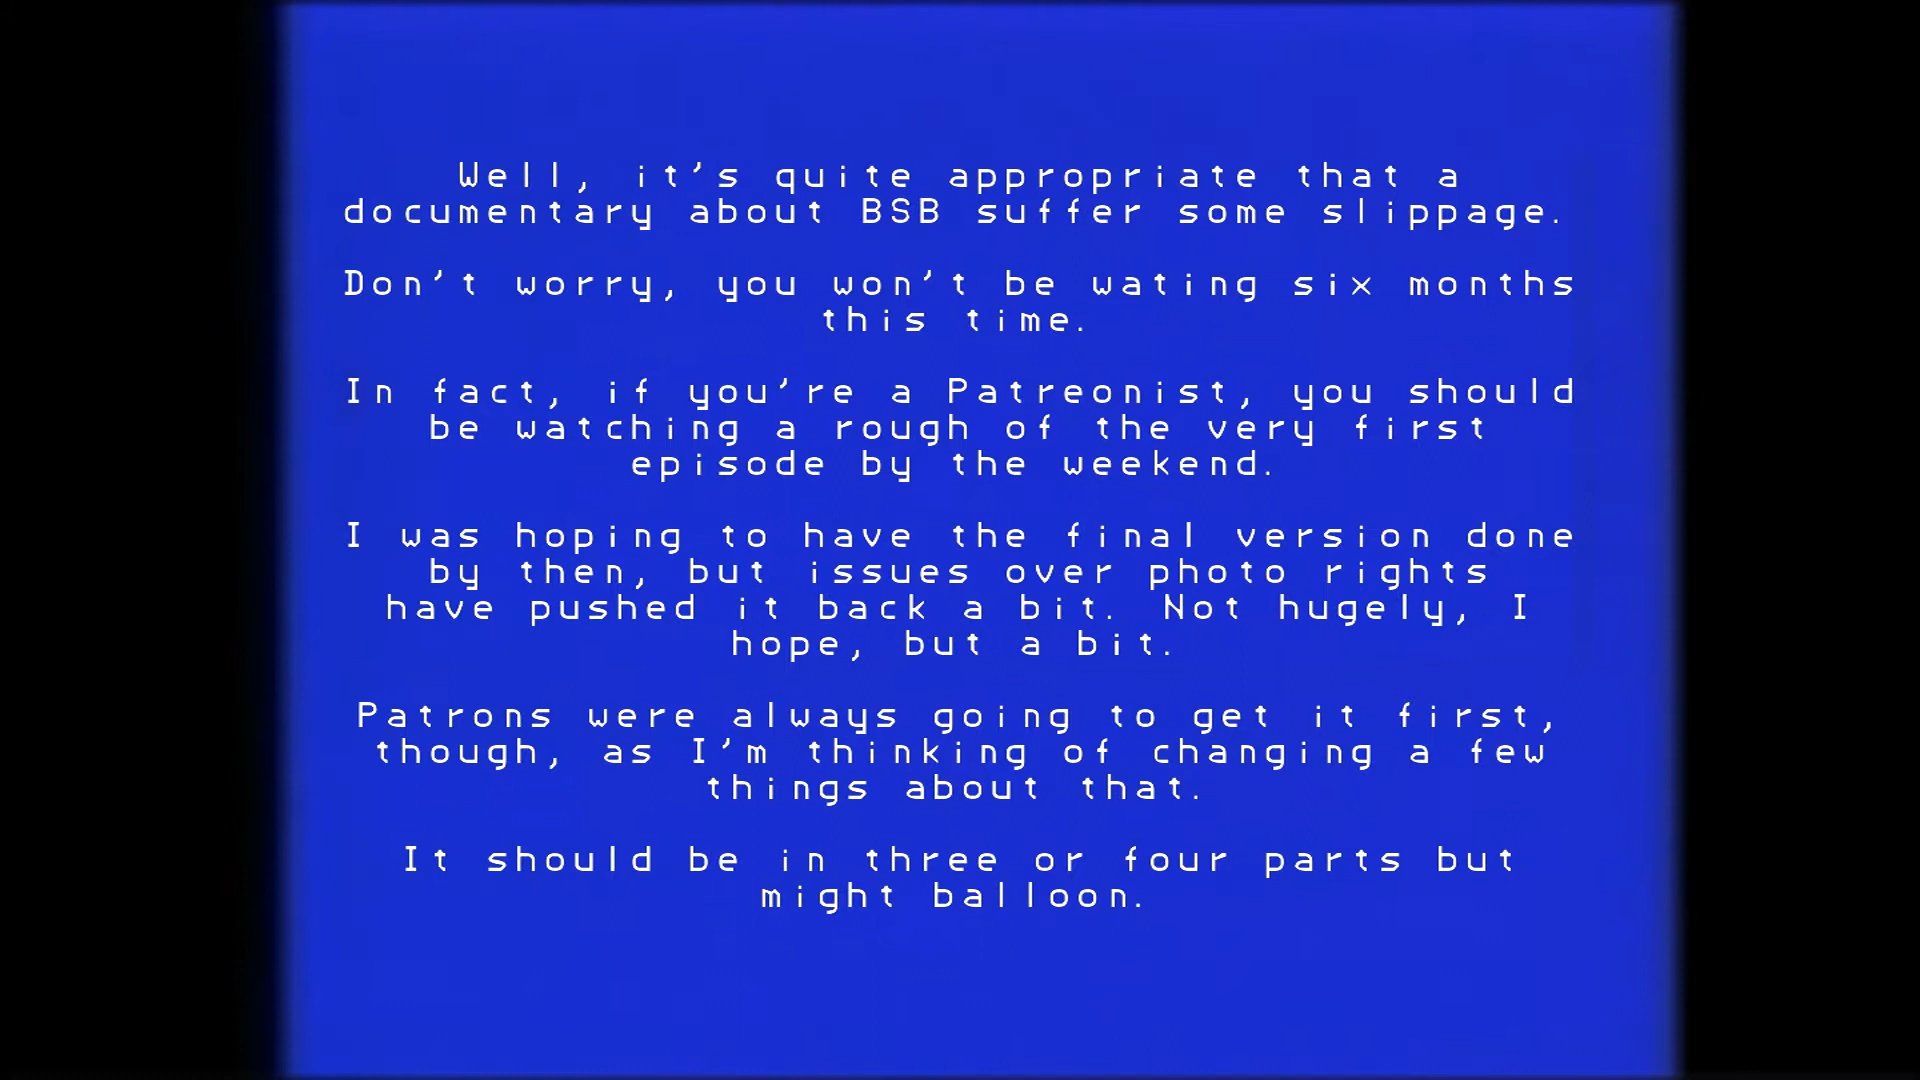 Well, it's quite appropriate that a
documentary about BSB suffer some slippage.
Don't worry, you won't be wating six months
this time.
In fact, if you're a Patreonist, you should
be watching a rough of the very first
episode by the weekend.
I was hoping to have the final version done
by then, but issues over photo rights
have pushed it back a bit. Not hugely, I
hope, but a bit.
Patrons were always going to get it first,
though, as I'm thinking of changing a few
things about that.
It should be in three or four parts but
might balloon.